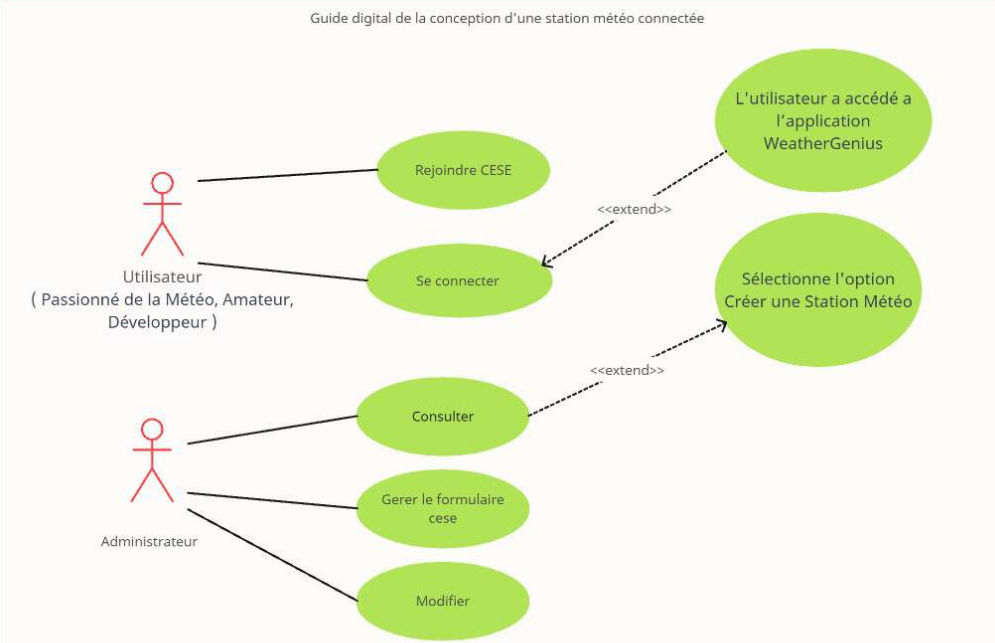 Guide digital de la conception d’une station météo connectée
L'utilisateur a accédé a
l’application
WeatherGenius
Rejoindre CESE
<<extend>>
Utilisateur
( Passionné de la Météo, Amateur,
Développeur )
Se connecter
Sélectionne l'option
Créer une Station Météo
<<extend>>
Consulter
Gerer le formulaire
cese
Administrateur
Modifier